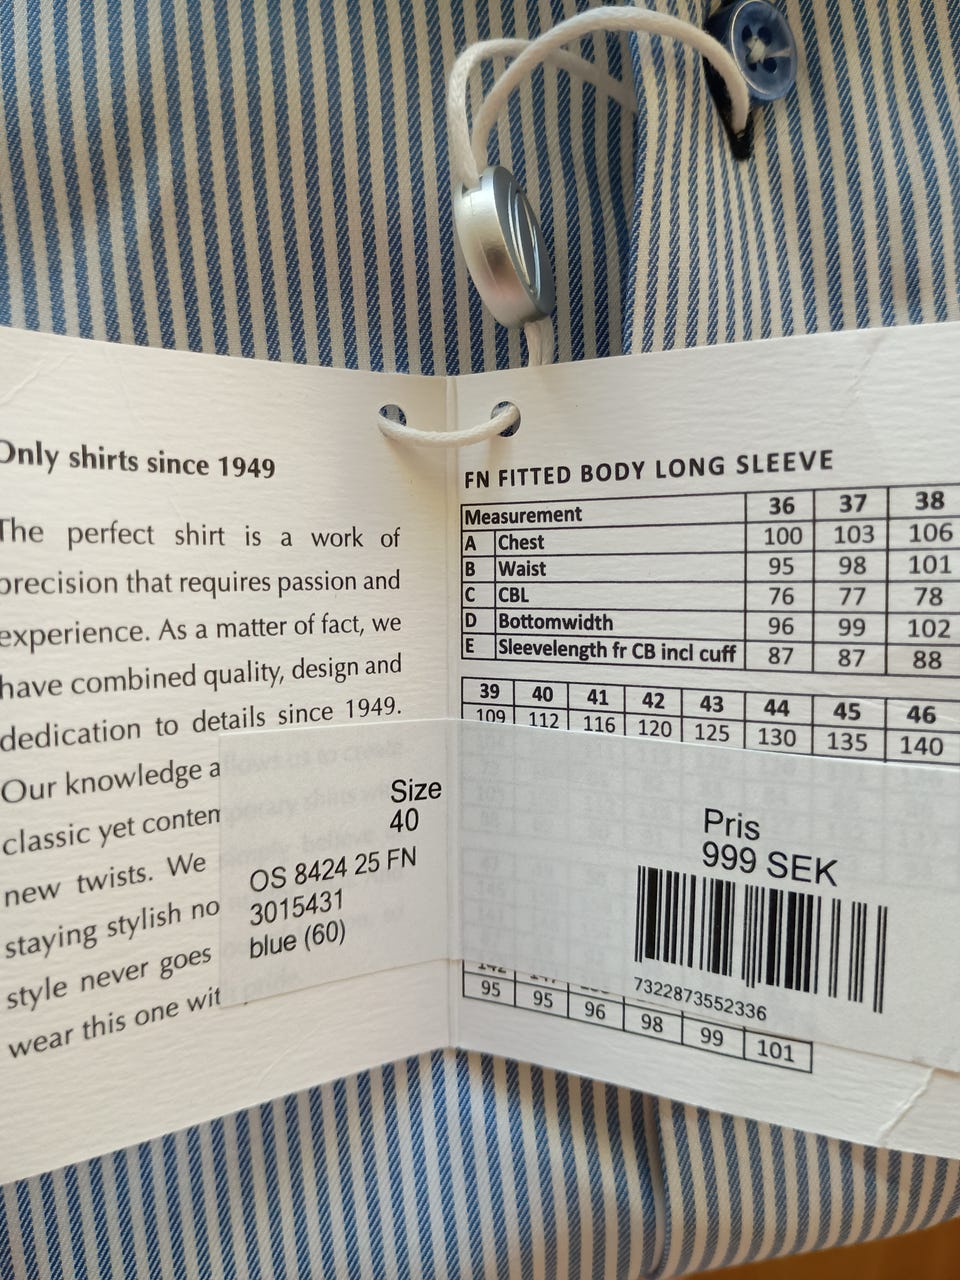 Only shirts since 1949
The perfect shirt is a work of
precision that requires passion and
experience. As a matter of fact, we
have combined quality, design and
dedication to details since 1949.
Our knowledge a
classic yet conten
new twists. We
staying stylish no
style never goes
wear this one wit
Size
40
OS 8424 25 FN
3015431
blue (60)
FN FITTED BODY LONG SLEEVE
Measurement 36 37 38
A Chest 100 103 106
B Waist 95 98 101
C CBL 76 77 78
D Bottomwidth 96 99 102
E Sleevelength fr CB incl cuff 87 87 88
39 40 41 42 43 44 45 46
109 112 116 120 125 130 135 140
Pris
999 SEK
7322873552336
95 95 96 98 99 101